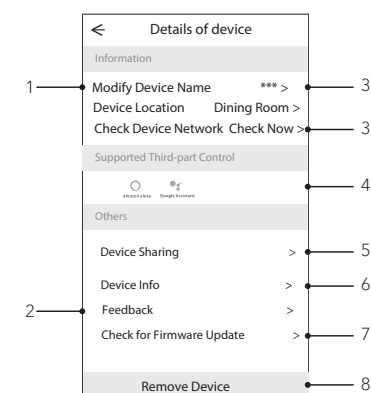 Details of device
Information
1 Modify Device Name *** > 3
Device Location Dining Room >
Check Device Network Check Now > 3
Supported Third-part Control
4
amazon alexa Google Assistant
Others
Device Sharing > 5
Device Info > 6
2 Feedback >
Check for Firmware Update > 7
Remove Device 8